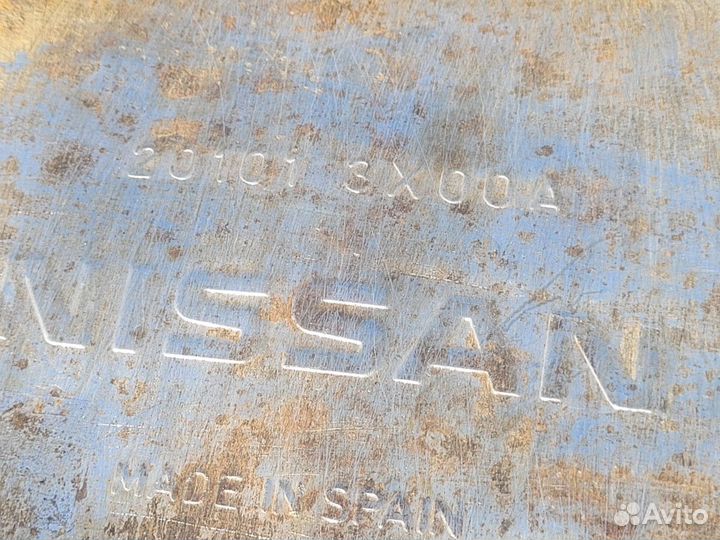 20101 3X00A
NISSAN
MADE IN SPAIN
Avito